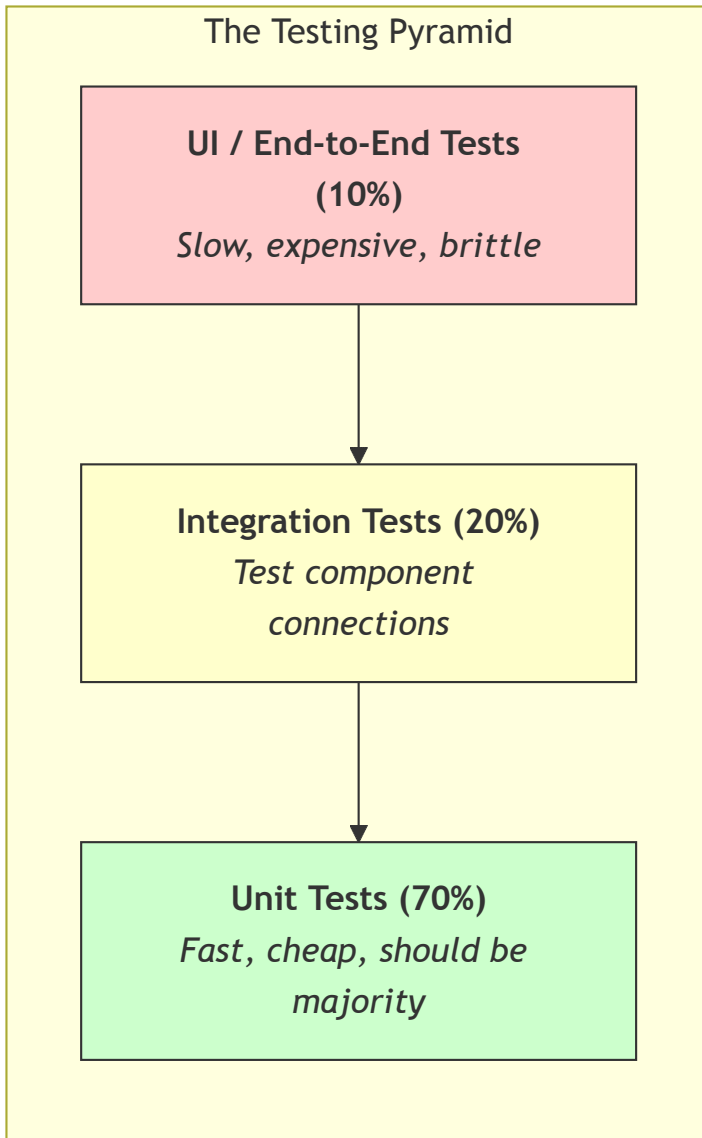 The Testing Pyramid
UI / End-to-End Tests
(10%)
Slow, expensive, brittle
Integration Tests (20%)
Test component
connections
Unit Tests (70%)
Fast, cheap, should be
majority